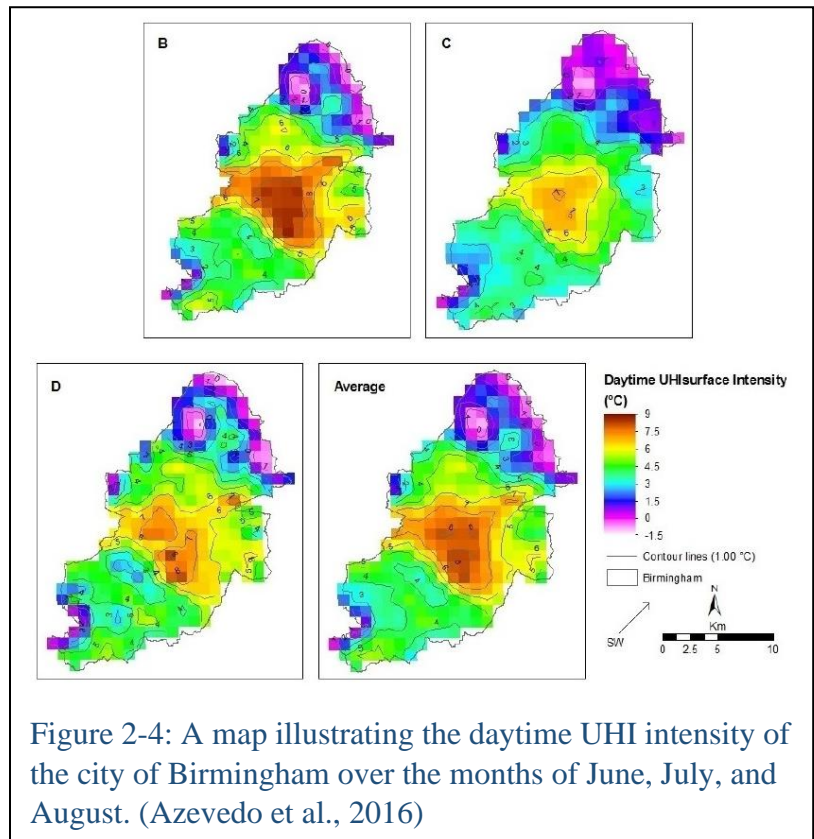 B
C
D
Average
Daytime UHIsurface Intensity
(°C)
9
7.5
6
4.5
3
1.5
0
-1.5
Contour lines (1.00 °C)
Birmingham
N
Km
SW
0 2.5 5 10
Figure 2-4: A map illustrating the daytime UHI intensity of
the city of Birmingham over the months of June, July, and
August. (Azevedo et al., 2016)